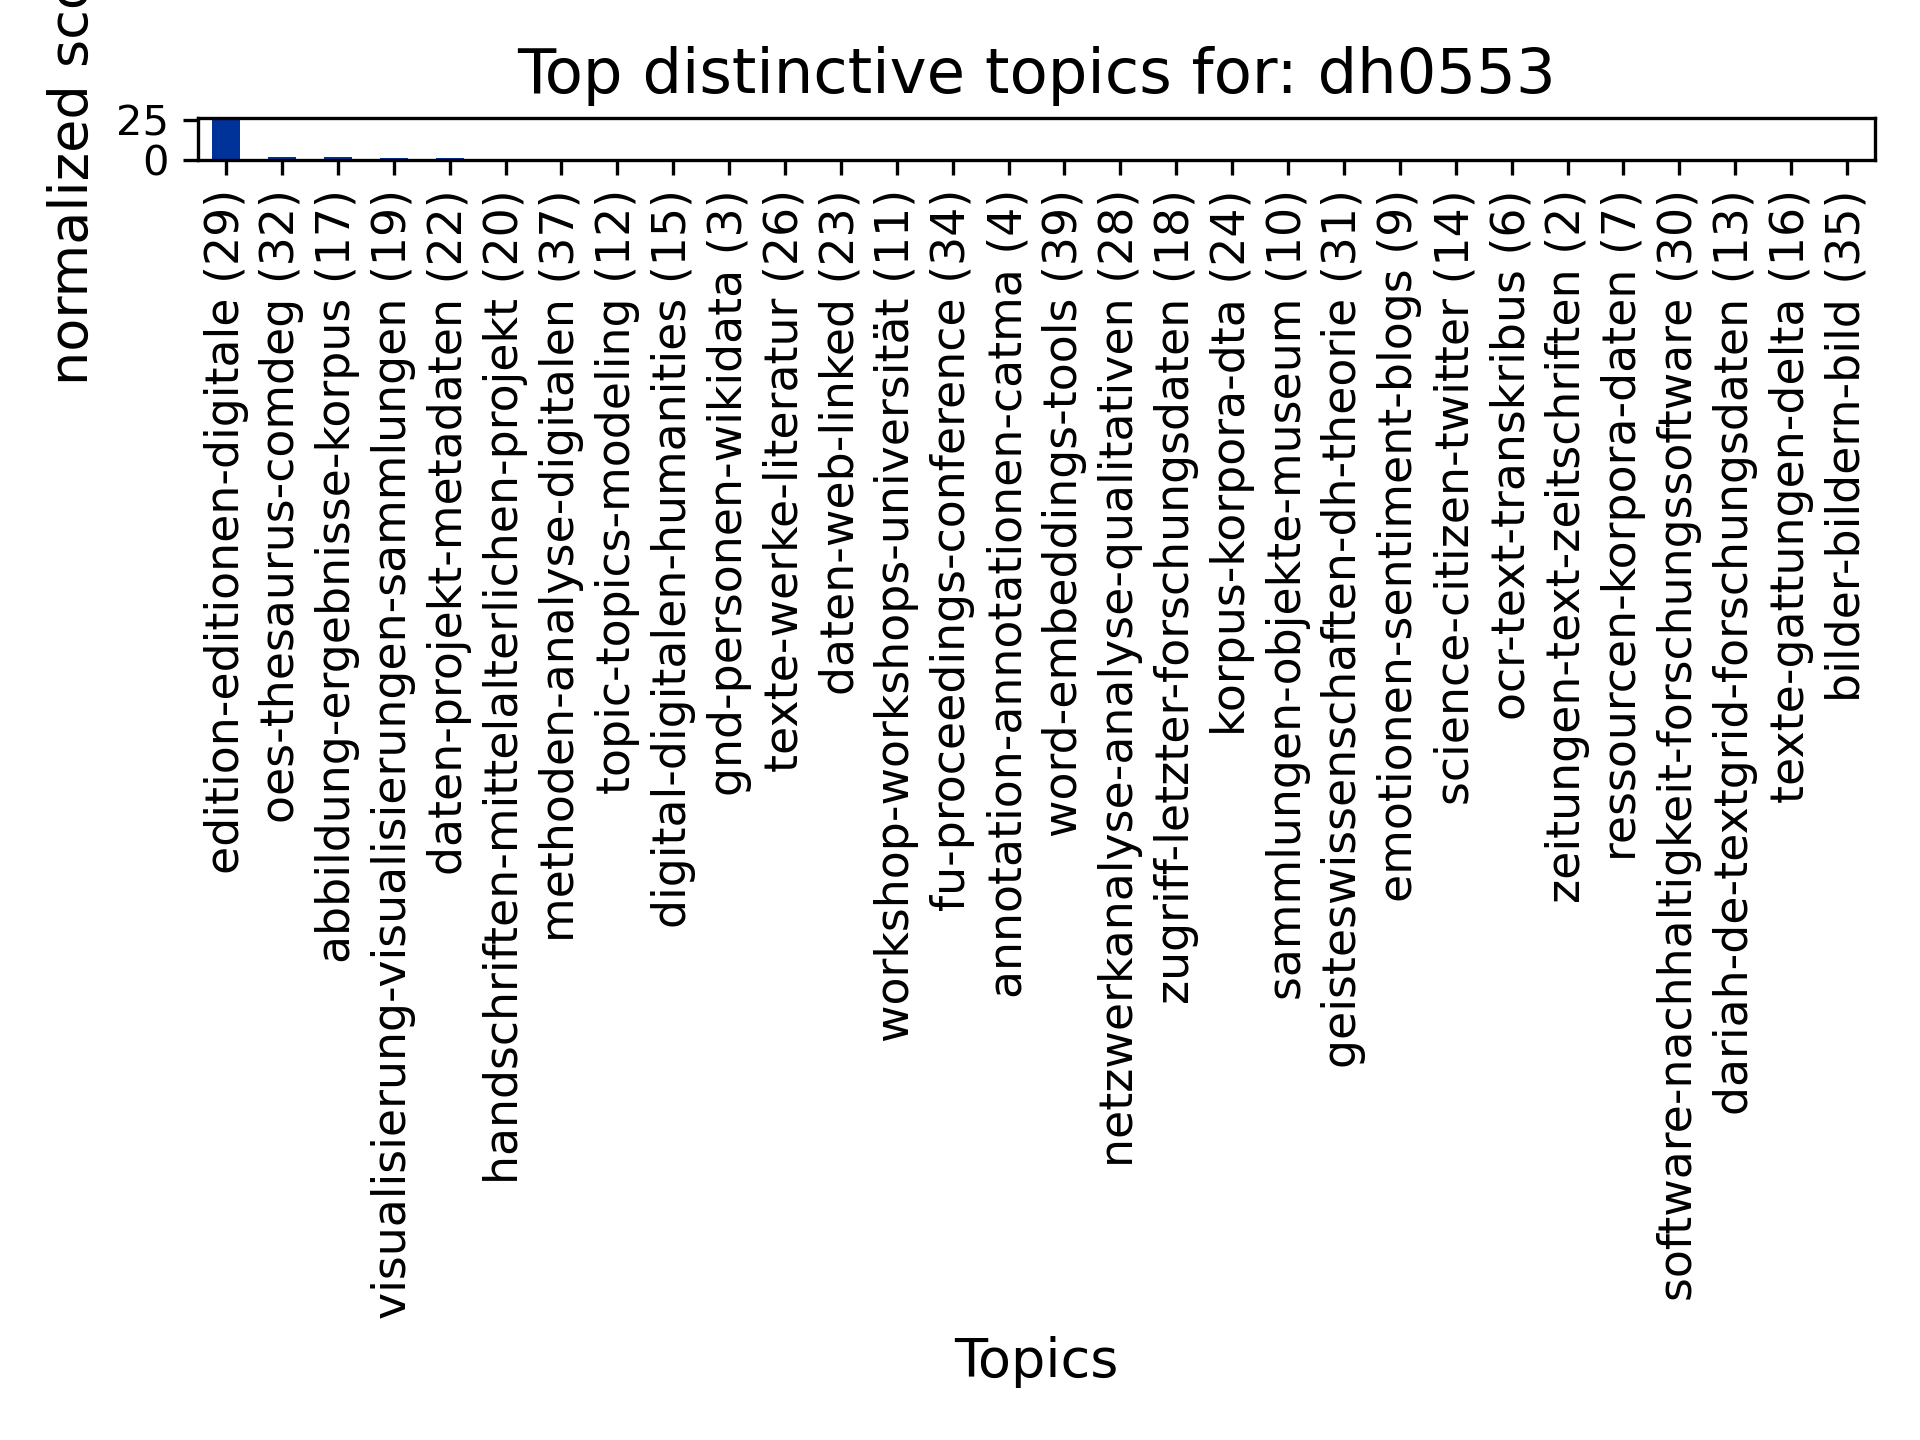 Top distinctive topics for: dh0553
normalized
25
0
edition-editionen-digitale (29)
oes-thesaurus-comdeg (32)
abbildung-ergebnisse-korpus (17)
visualisierung-visualisierungen-sammlungen (19)
daten-projekt-metadaten (22)
handschriften-mittelalterlichen-projekt (20)
methoden-analyse-digitalen (37)
topic-topics-modeling (12)
digital-digitalen-humanities (15)
gnd-personen-wikidata (3)
texte-werke-literatur (26)
daten-web-linked (23)
workshop-workshops-universität (11)
fu-proceedings-conference (34)
annotation-annotationen-catma (4)
word-embeddings-tools (39)
netzwerkanalyse-analyse-qualitativen (28)
zugriff-letzter-forschungsdaten (18)
korpus-korpora-dta (24)
sammlungen-objekte-museum (10)
geisteswissenschaften-dh-theorie (31)
emotionen-sentiment-blogs (9)
science-citizen-twitter (14)
ocr-text-transkribus (6)
zeitungen-text-zeitschriften (2)
ressourcen-korpora-daten (7)
software-nachhaltigkeit-forschungssoftware (30)
dariah-de-textgrid-forschungsdaten (13)
texte-gattungen-delta (16)
bilder-bildern-bild (35)
Topics